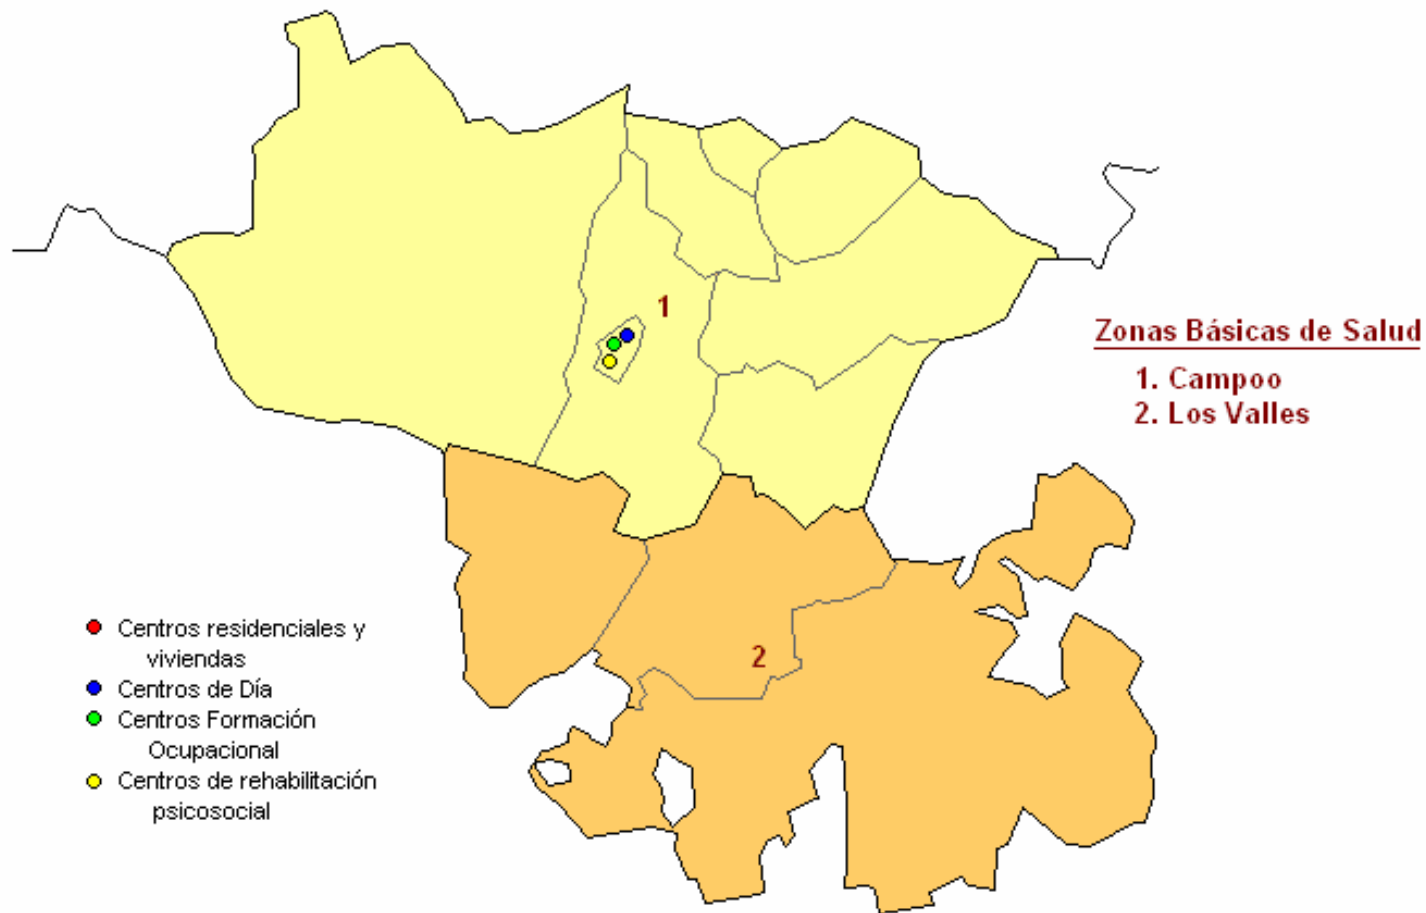 1
Zonas Básicas de Salud
1. Campoo
2. Los Valles
2
Centros residenciales y
viviendas
Centros de Día
Centros Formación
Ocupacional
Centros de rehabilitación
psicosocial